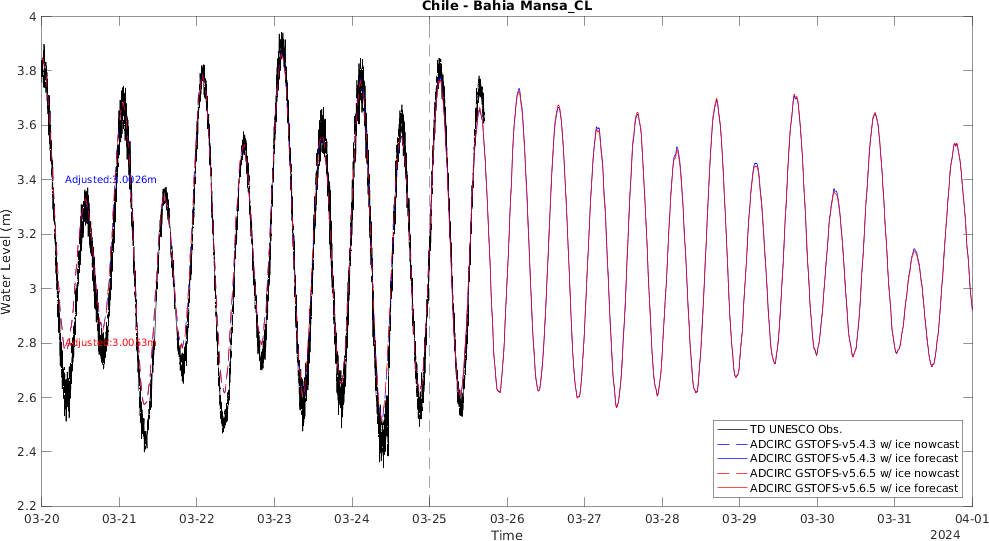 Chile - Bahia Mansa_CL
Water Level (m)
4
3.8
3.6
3.4
3.2
3
2.8
2.6
2.4
2.2
Adjusted:3.0026m
Adjusted:3.0053m
TD UNESCO Obs.
ADCIRC GSTOFS-v5.4.3 w/ ice nowcast
ADCIRC GSTOFS-v5.4.3 w/ ice forecast
ADCIRC GSTOFS-v5.6.5 w/ ice nowcast
ADCIRC GSTOFS-v5.6.5 w/ ice forecast
03-20 03-21 03-22 03-23 03-24 03-25 03-26 03-27 03-28 03-29 03-30 03-31 04-01
Time
2024